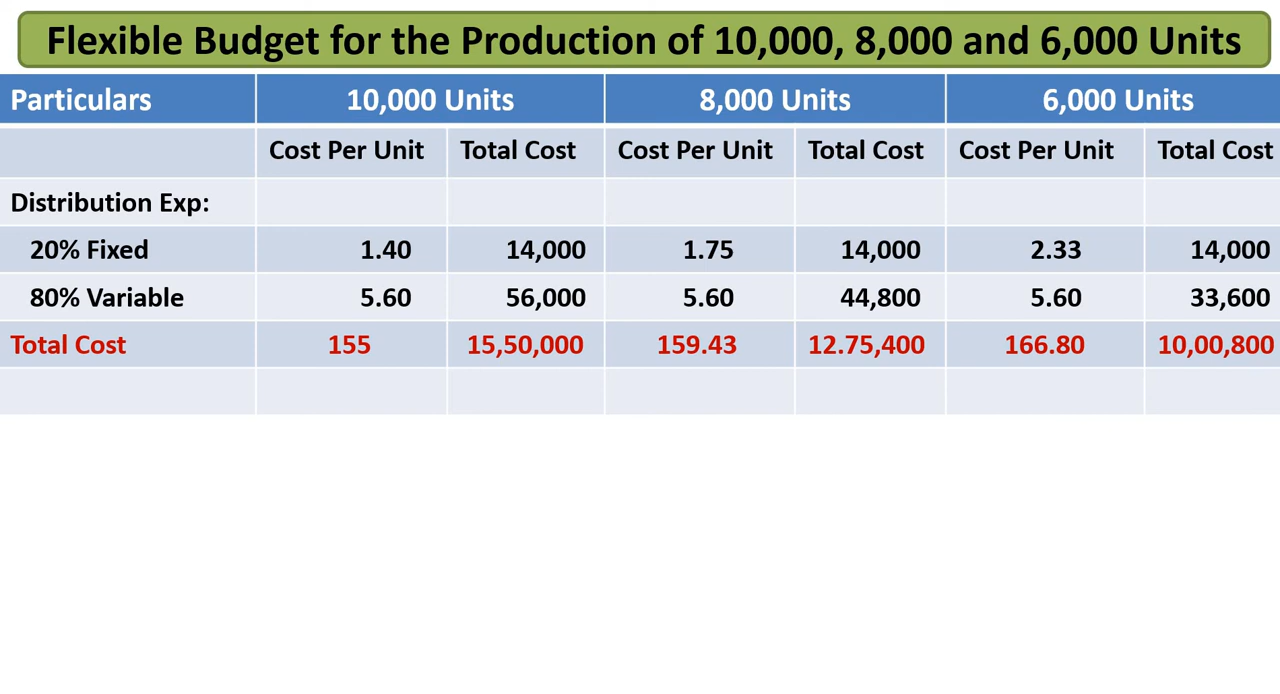 Flexible Budget for the Production of 10,000, 8,000 and 6,000 Units
Particulars 10,000 Units 8,000 Units 6,000 Units
Cost Per Unit Total Cost Cost Per Unit Total Cost Cost Per Unit Total Cost
Distribution Exp:
20% Fixed 1.40 14,000 1.75 14,000 2.33 14,000
80% Variable 5.60 56,000 5.60 44,800 5.60 33,600
Total Cost 155 15,50,000 159.43 12.75,400 166.80 10,00,800